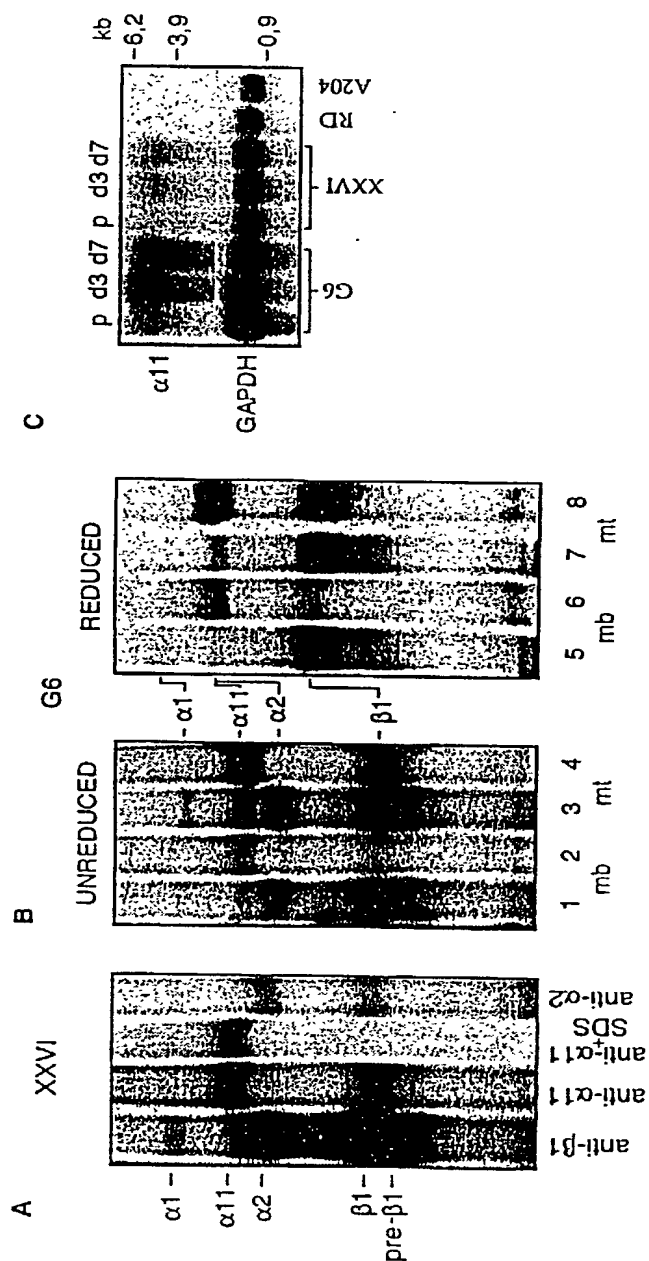 A
XXVI
α1 –
α11 –
α2 –
β1 –
pre-β1 –
anti-β1
anti-α11
anti-α11 + SDS
anti-α2
B
G6
UNREDUCED
REDUCED
– α1
– α11
– α2
– β1
1 2 3 4
mb mt
5 6 7 8
mb mt
C
p d3 d7 p d3 d7
kb
α11
GAPDH
–6,2
–3,9
–0,9
G6
XXVI
RD
A204